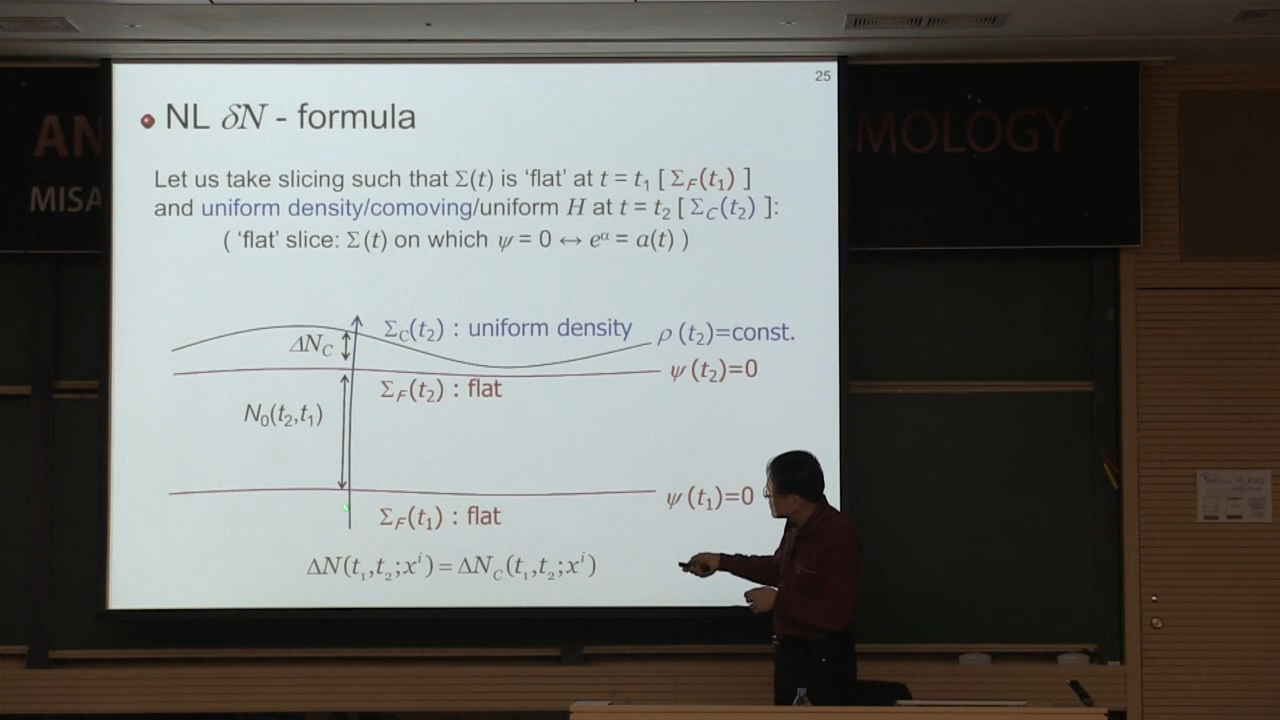 25
AN
MOLOGY
MISA
• NL δN - formula
Let us take slicing such that Σ(t) is ‘flat’ at t = t₁ [ Σ_F(t₁) ]
and uniform density/comoving/uniform H at t = t₂ [ Σ_C(t₂) ]:
( ‘flat’ slice: Σ(t) on which ψ = 0 ↔ e^α = a(t) )
Σ_C(t₂) : uniform density
ρ (t₂)=const.
ΔN_C
ψ (t₂)=0
Σ_F(t₂) : flat
N₀(t₂,t₁)
ψ (t₁)=0
Σ_F(t₁) : flat
ΔN(t₁,t₂;xⁱ) = ΔN_C(t₁,t₂;xⁱ)